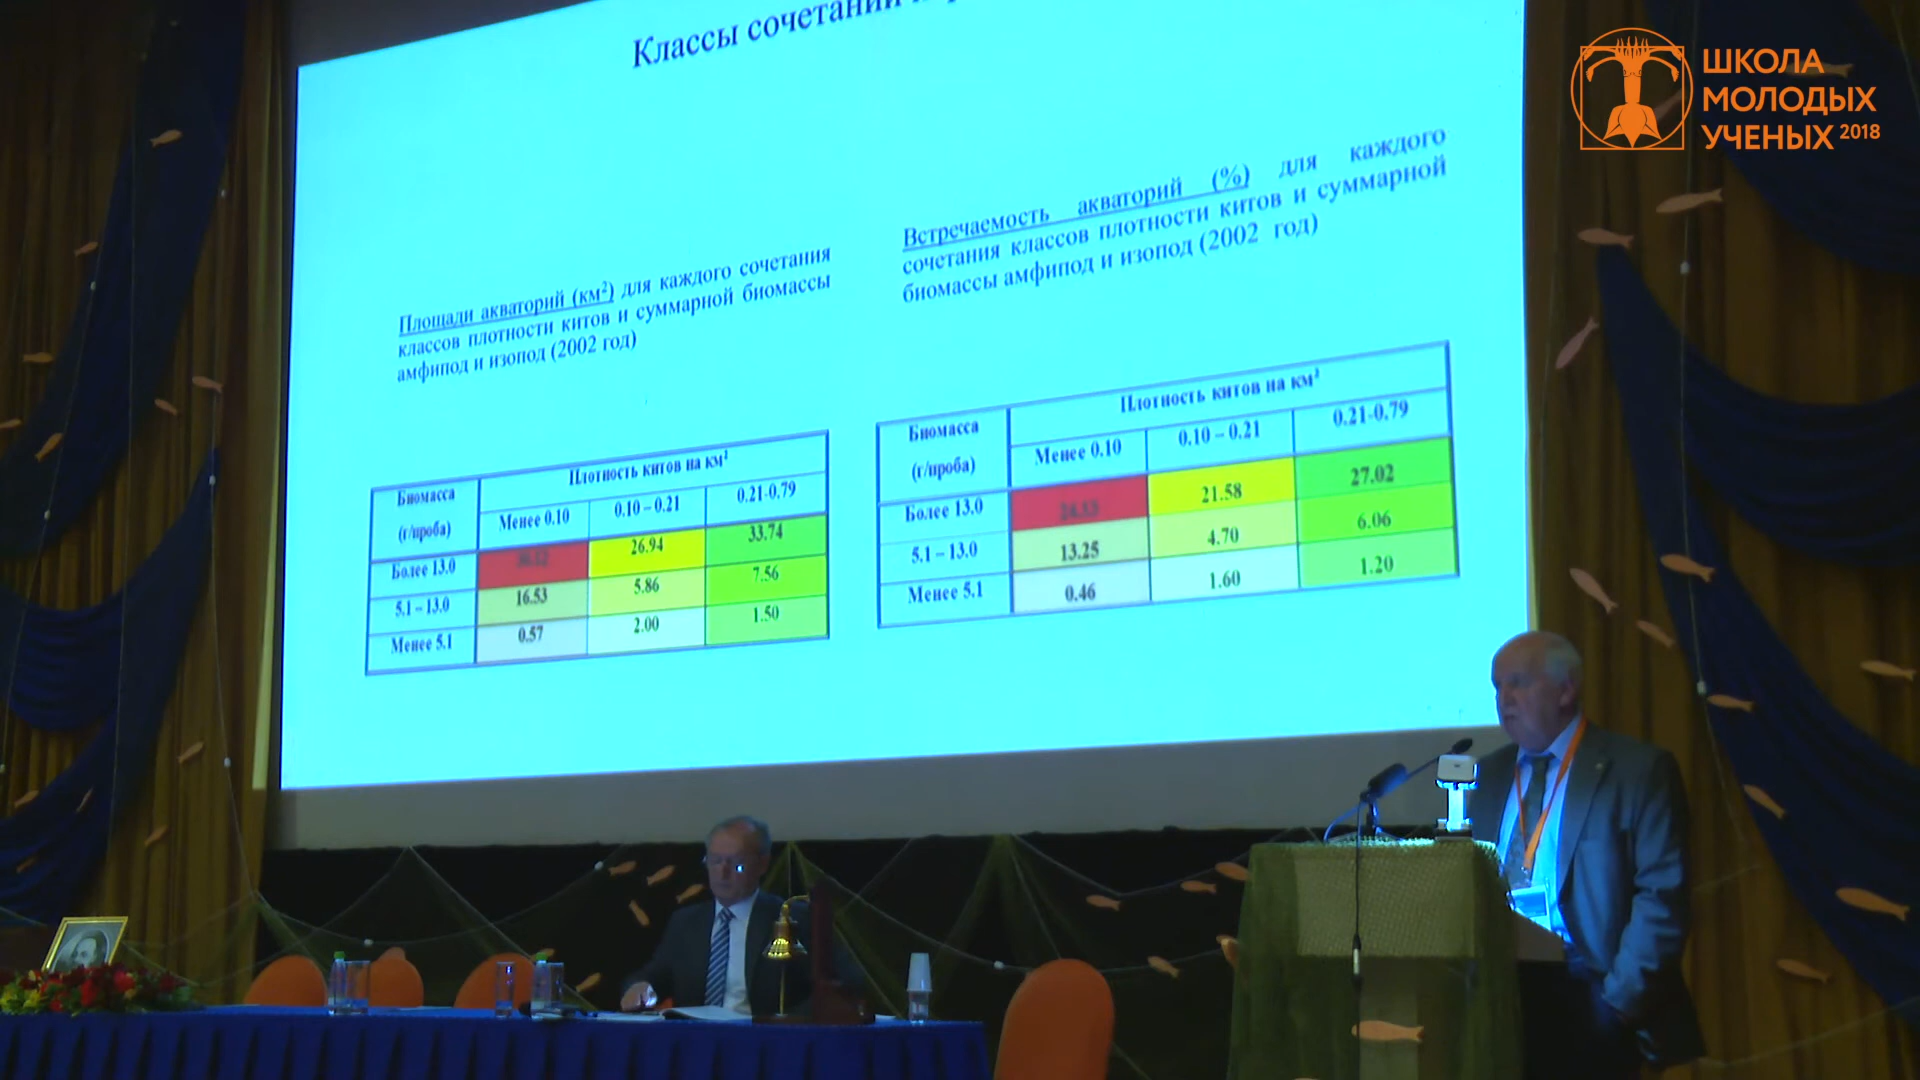 Классы сочетаний
ШКОЛА
МОЛОДЫХ
УЧЕНЫХ 2018
Площади акваторий (км²) для каждого сочетания
классов плотности китов и суммарной биомассы
амфипод и изопод (2002 год)
Биомасса
(г/проба)
Плотность китов на км²
Менее 0.10 0.10 – 0.21 0.21-0.79
Более 13.0 26.94 33.74
5.1 – 13.0 16.53 5.86 7.56
Менее 5.1 0.57 2.00 1.50
Встречаемость акваторий (%) для каждого
сочетания классов плотности китов и суммарной
биомассы амфипод и изопод (2002 год)
Биомасса
(г/проба)
Плотность китов на км²
Менее 0.10 0.10 – 0.21 0.21-0.79
Более 13.0 21.58 27.02
5.1 – 13.0 13.25 4.70 6.06
Менее 5.1 0.46 1.60 1.20